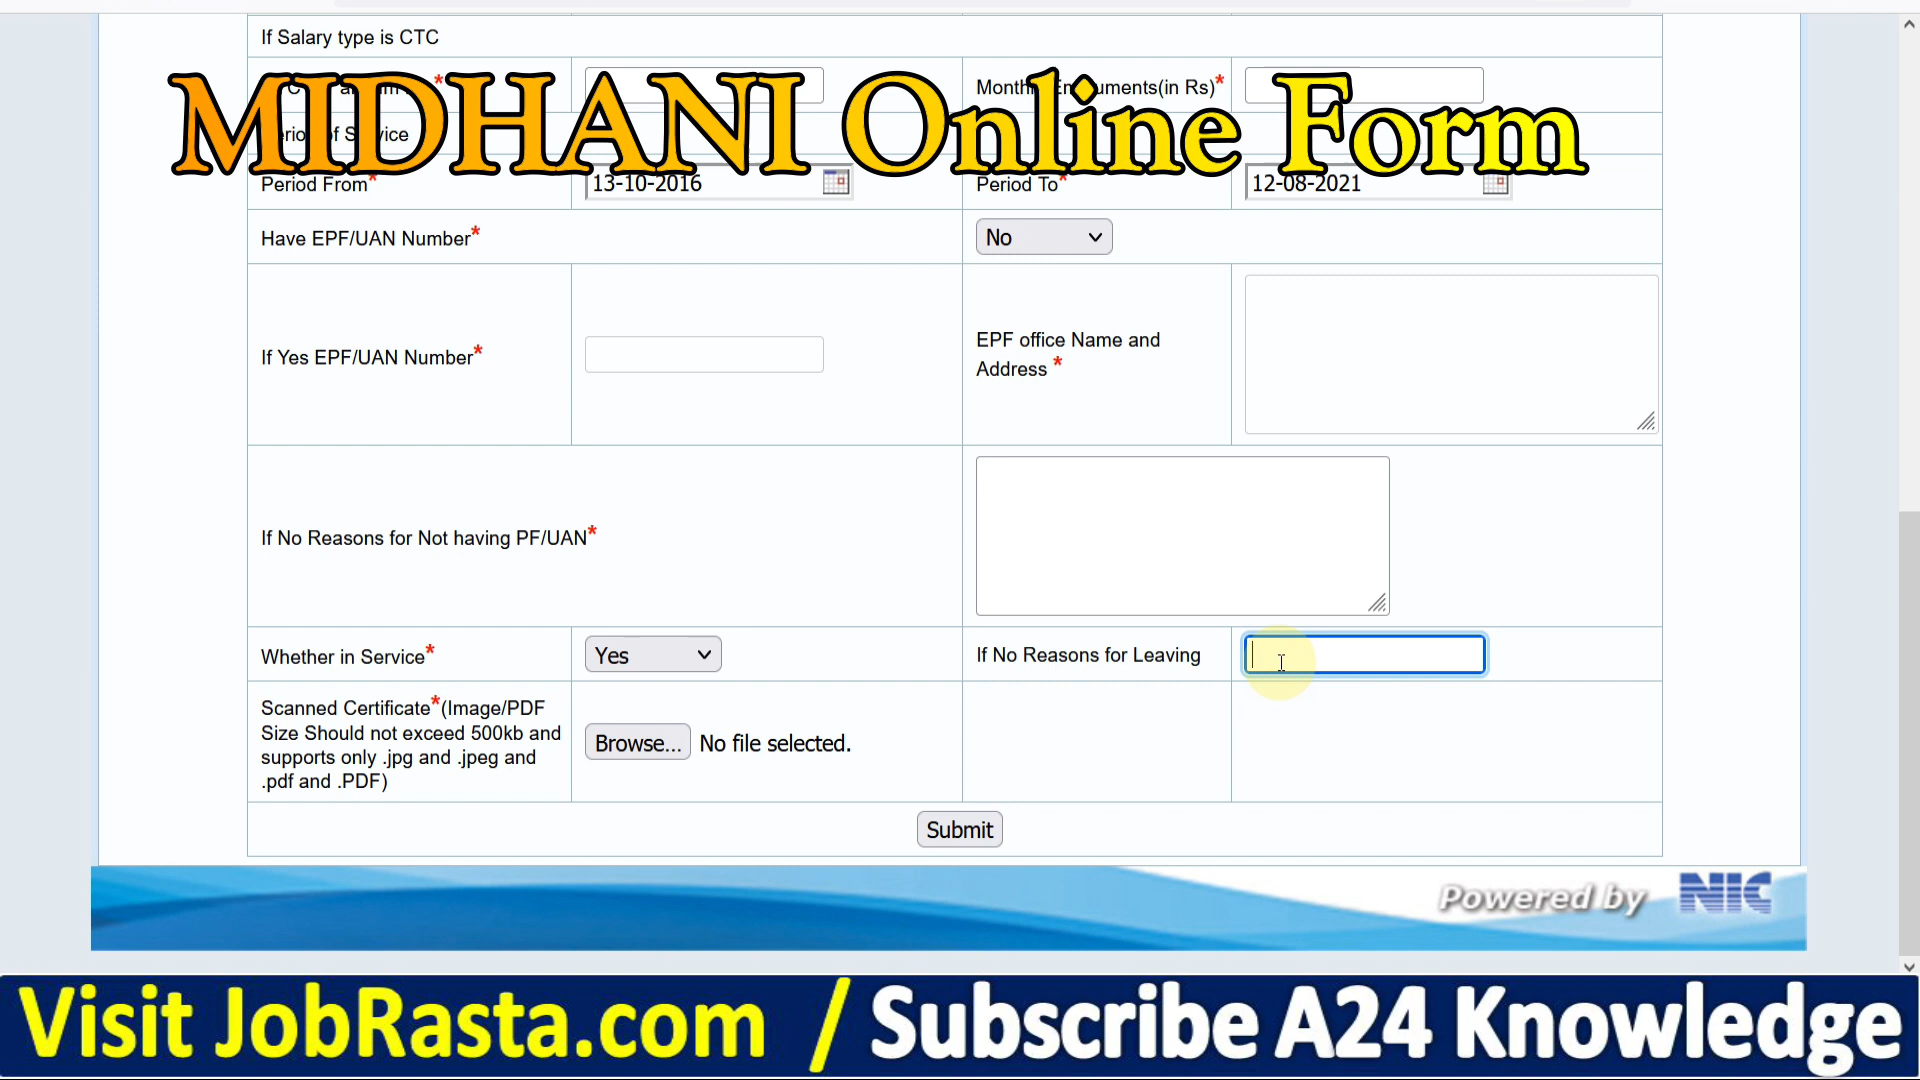 If Salary type is CTC
MIDHANI Online Form
Period From* 13-10-2016 Period To* 12-08-2021
Have EPF/UAN Number* No
If Yes EPF/UAN Number* EPF office Name and
Address *
If No Reasons for Not having PF/UAN*
Whether in Service* Yes If No Reasons for Leaving
Scanned Certificate*(Image/PDF
Size Should not exceed 500kb and
supports only .jpg and .jpeg and
.pdf and .PDF)
Browse... No file selected.
Submit
Powered by NIC
Visit JobRasta.com / Subscribe A24 Knowledge